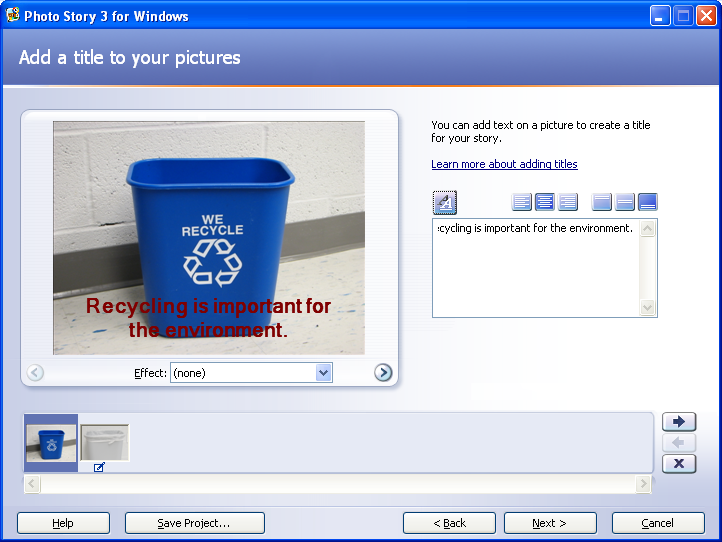 Photo Story 3 for Windows
Add a title to your pictures
WE
RECYCLE
Recycling is important for
the environment.
Effect: (none)
You can add text on a picture to create a title
for your story.
Learn more about adding titles
A
cycling is important for the environment.
Help
Save Project...
< Back
Next >
Cancel